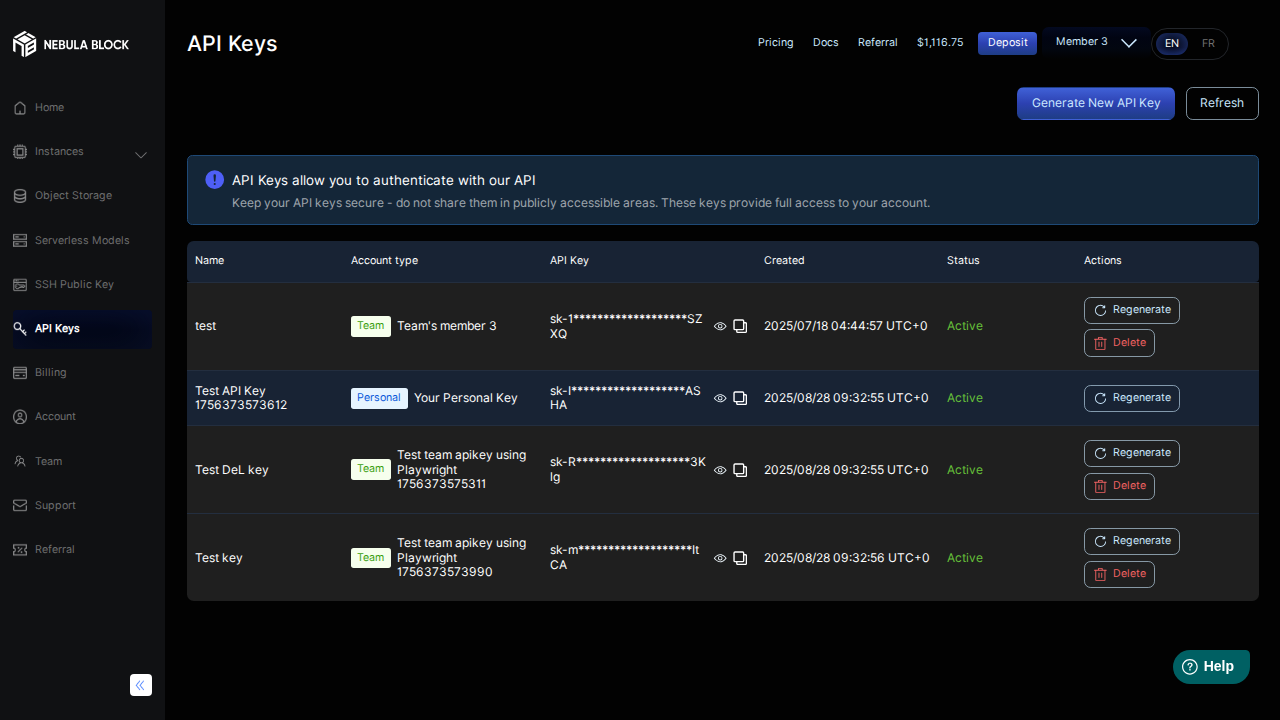 NEBULA BLOCK
API Keys
Pricing
Docs
Referral
$1,116.75
Deposit
Member 3
EN
FR
Home
Instances
Object Storage
Serverless Models
SSH Public Key
API Keys
Billing
Account
Team
Support
Referral
Generate New API Key
Refresh
API Keys allow you to authenticate with our API
Keep your API keys secure - do not share them in publicly accessible areas. These keys provide full access to your account.
Name
Account type
API Key
Created
Status
Actions
test
Team
Team's member 3
sk-1*******************SZ
XQ
2025/07/18 04:44:57 UTC+0
Active
Regenerate
Delete
Test API Key
1756373573612
Personal
Your Personal Key
sk-I*******************AS
HA
2025/08/28 09:32:55 UTC+0
Active
Regenerate
Test DeL key
Team
Test team apikey using
Playwright
1756373575311
sk-R*******************3K
Ig
2025/08/28 09:32:55 UTC+0
Active
Regenerate
Delete
Test key
Team
Test team apikey using
Playwright
1756373573990
sk-m*******************It
CA
2025/08/28 09:32:56 UTC+0
Active
Regenerate
Delete
Help